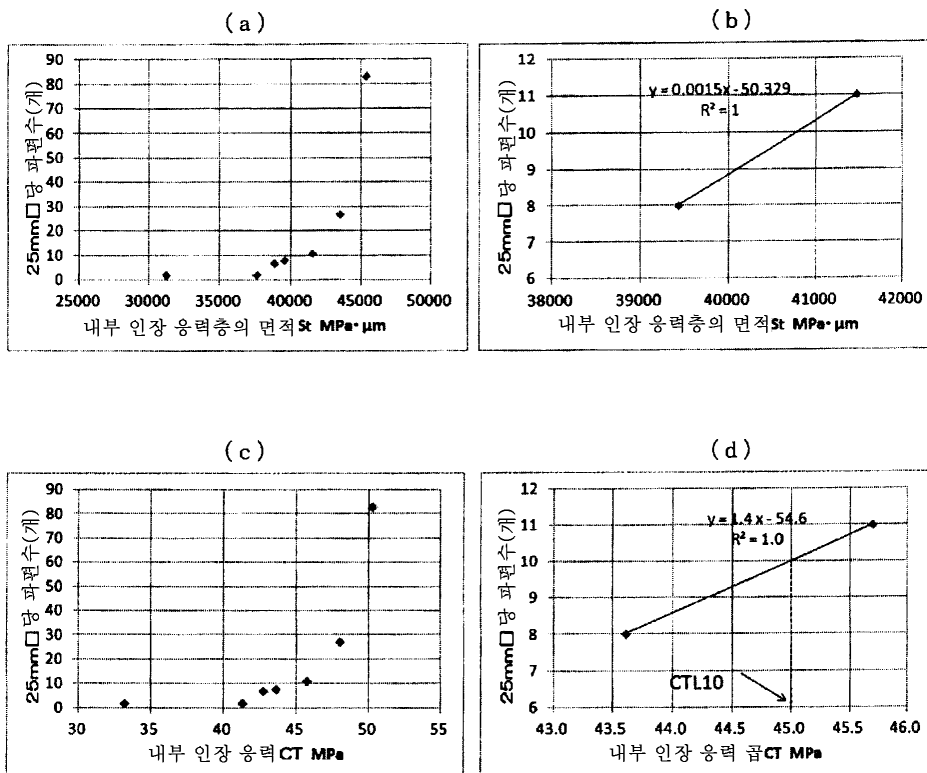 (a)
90
80
70
60
50
40
30
20
10
0
25mm□당 파편수(개)
25000 30000 35000 40000 45000 50000
내부 인장 응력층의 면적St MPa・μm
(b)
12
11
10
9
8
7
6
25mm□당 파편수(개)
y = 0.0015x - 50.329
R² = 1
38000 39000 40000 41000 42000
내부 인장 응력층의 면적St MPa・μm
(c)
90
80
70
60
50
40
30
20
10
0
25mm□당 파편수(개)
30 35 40 45 50 55
내부 인장 응력CT MPa
(d)
12
11
10
9
8
7
6
25mm□당 파편수(개)
y = 1.4x - 54.6
R² = 1.0
CTL10
43.0 43.5 44.0 44.5 45.0 45.5 46.0
내부 인장 응력 곱CT MPa